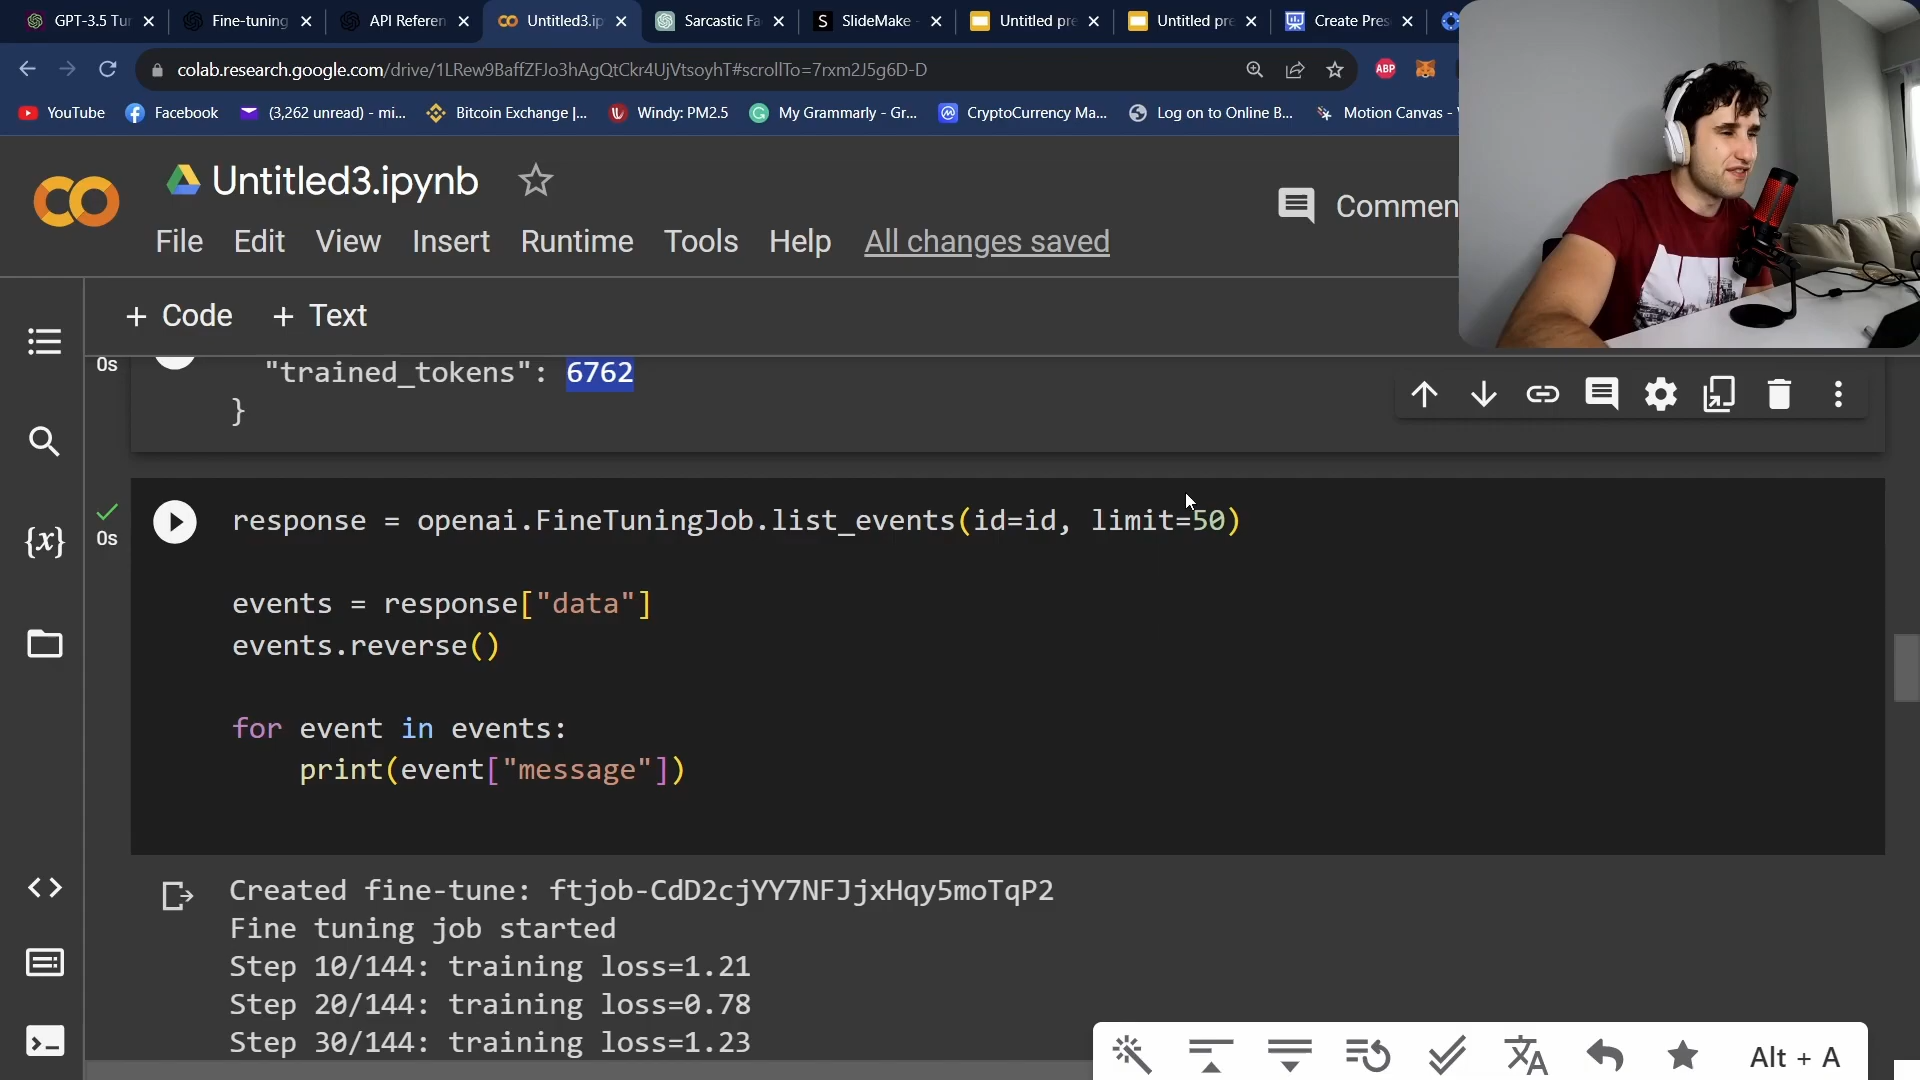 GPT-3.5 Tur
Fine-tuning
API Referen
Untitled3.ip
Sarcastic Fa
SlideMake
Untitled pre
Untitled pre
Create Pres
colab.research.google.com/drive/1LRew9BaffZFJo3hAgQtCkr4UjVtsoyhT#scrollTo=7rxm2J5g6D-D
ABP
YouTube
Facebook
(3,262 unread) - mi...
Bitcoin Exchange |...
Windy: PM2.5
My Grammarly - Gr...
CryptoCurrency Ma...
Log on to Online B...
Motion Canvas -
Untitled3.ipynb
Commen
File Edit View Insert Runtime Tools Help All changes saved
+ Code + Text
0s
"trained_tokens": 6762
}
0s
response = openai.FineTuningJob.list_events(id=id, limit=50)
events = response["data"]
events.reverse()
for event in events:
print(event["message"])
Created fine-tune: ftjob-CdD2cjYY7NFJjxHqy5moTqP2
Fine tuning job started
Step 10/144: training loss=1.21
Step 20/144: training loss=0.78
Step 30/144: training loss=1.23
Alt + A